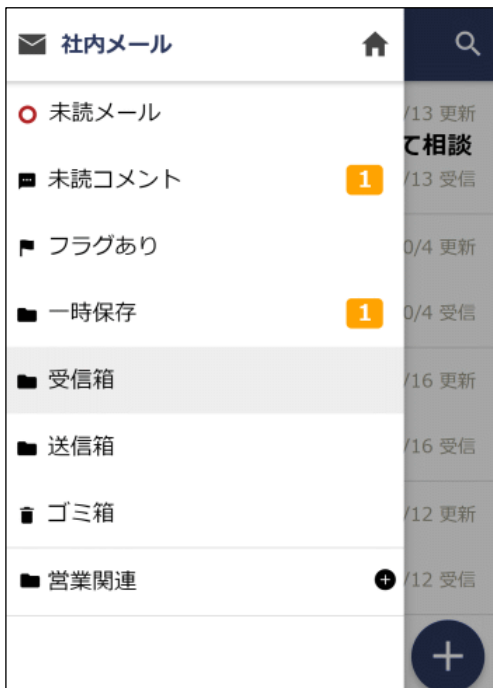 社内メール
未読メール
/13 更新
て相談
未読コメント 1
/13 受信
フラグあり
0/4 更新
一時保存 1
0/4 受信
受信箱
/16 更新
送信箱
/16 受信
ゴミ箱
/12 更新
営業関連
/12 受信